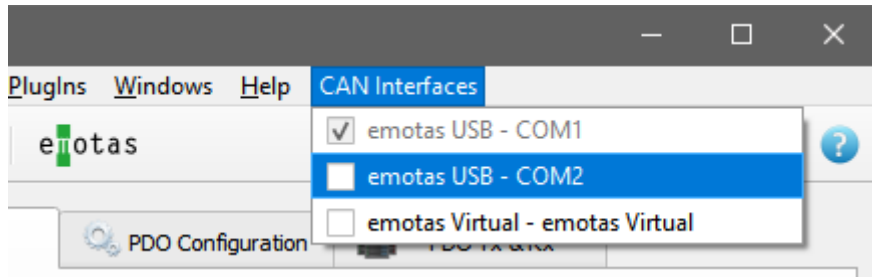 PlugIns Windows Help CAN Interfaces
emotas
emotas USB - COM1
emotas USB - COM2
emotas Virtual - emotas Virtual
PDO Configuration